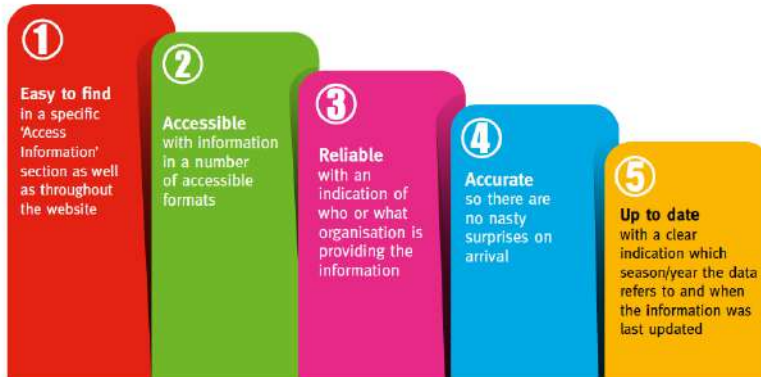 1
Easy to find
in a specific
'Access
Information'
section as well
as throughout
the website
2
Accessible
with information
in a number
of accessible
formats
3
Reliable
with an
indication of
who or what
organisation is
providing the
information
4
Accurate
so there are
no nasty
surprises on
arrival
5
Up to date
with a clear
indication which
season/year the data
refers to and when
the information was
last updated